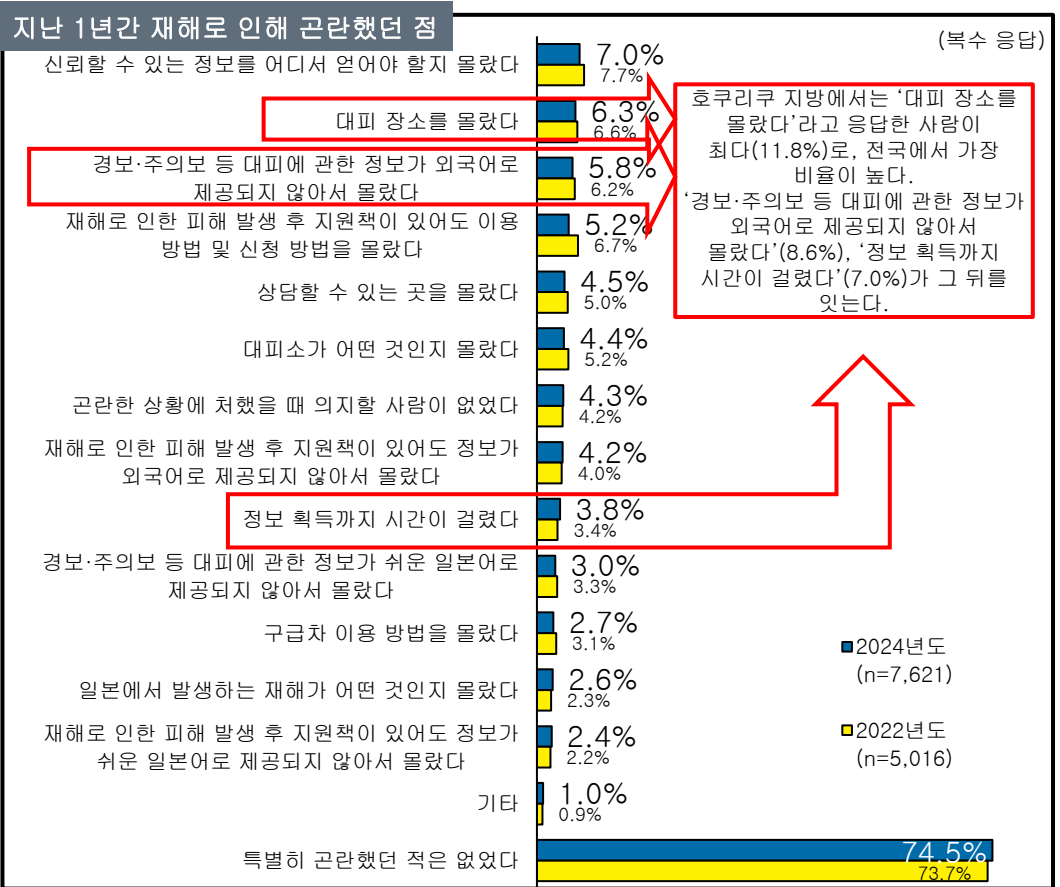 지난 1년간 재해로 인해 곤란했던 점
(복수 응답)
신뢰할 수 있는 정보를 어디서 얻어야 할지 몰랐다
7.0%
7.7%
대피 장소를 몰랐다
6.3%
6.6%
경보·주의보 등 대피에 관한 정보가 외국어로
제공되지 않아서 몰랐다
5.8%
6.2%
재해로 인한 피해 발생 후 지원책이 있어도 이용
방법 및 신청 방법을 몰랐다
5.2%
6.7%
상담할 수 있는 곳을 몰랐다
4.5%
5.0%
대피소가 어떤 것인지 몰랐다
4.4%
5.2%
곤란한 상황에 처했을 때 의지할 사람이 없었다
4.3%
4.2%
재해로 인한 피해 발생 후 지원책이 있어도 정보가
외국어로 제공되지 않아서 몰랐다
4.2%
4.0%
정보 획득까지 시간이 걸렸다
3.8%
3.4%
경보·주의보 등 대피에 관한 정보가 쉬운 일본어로
제공되지 않아서 몰랐다
3.0%
3.3%
구급차 이용 방법을 몰랐다
2.7%
3.1%
일본에서 발생하는 재해가 어떤 것인지 몰랐다
2.6%
2.3%
재해로 인한 피해 발생 후 지원책이 있어도 정보가
쉬운 일본어로 제공되지 않아서 몰랐다
2.4%
2.2%
기타
1.0%
0.9%
특별히 곤란했던 적은 없었다
74.5%
73.7%
호쿠리쿠 지방에서는 ‘대피 장소를
몰랐다’라고 응답한 사람이
최다(11.8%)로, 전국에서 가장
비율이 높다.
‘경보·주의보 등 대피에 관한 정보가
외국어로 제공되지 않아서
몰랐다’(8.6%), ‘정보 획득까지
시간이 걸렸다’(7.0%)가 그 뒤를
잇는다.
2024년도
(n=7,621)
2022년도
(n=5,016)